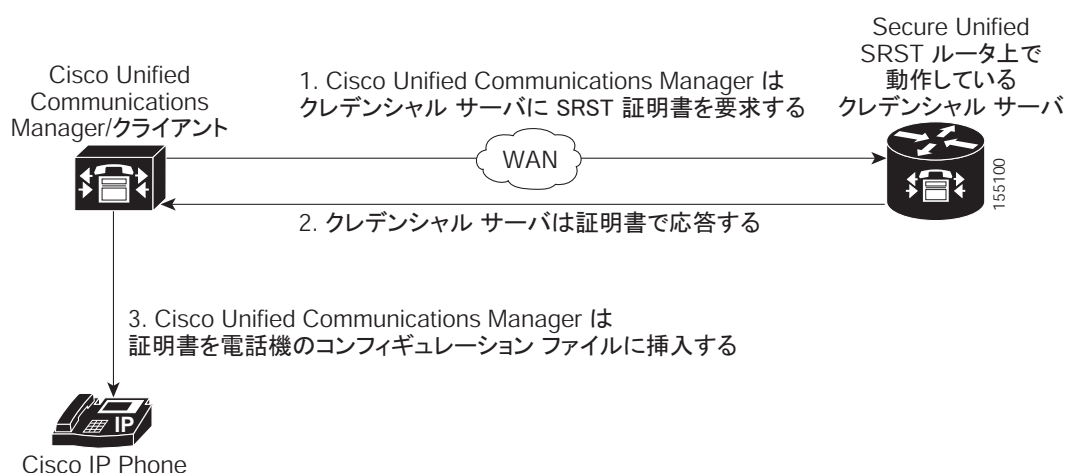 Cisco Unified
Communications
Manager/クライアント
1. Cisco Unified Communications Manager は
クレデンシャル サーバに SRST 証明書を要求する
Secure Unified
SRST ルータ上で
動作している
クレデンシャル サーバ
WAN
155100
2. クレデンシャル サーバは証明書で応答する
3. Cisco Unified Communications Manager は
証明書を電話機のコンフィギュレーション ファイルに挿入する
IP
Cisco IP Phone